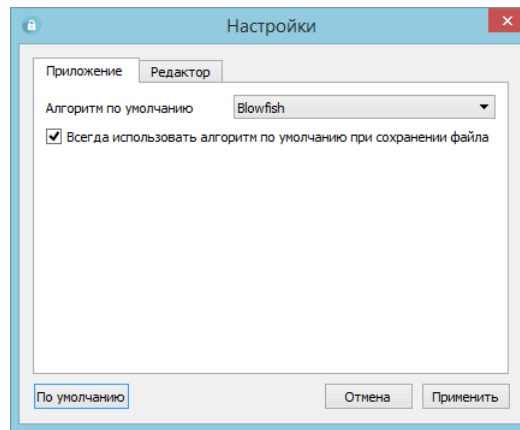 Настройки
Приложение Редактор
Алгоритм по умолчанию Blowfish
Всегда использовать алгоритм по умолчанию при сохранении файла
По умолчанию Отмена Применить